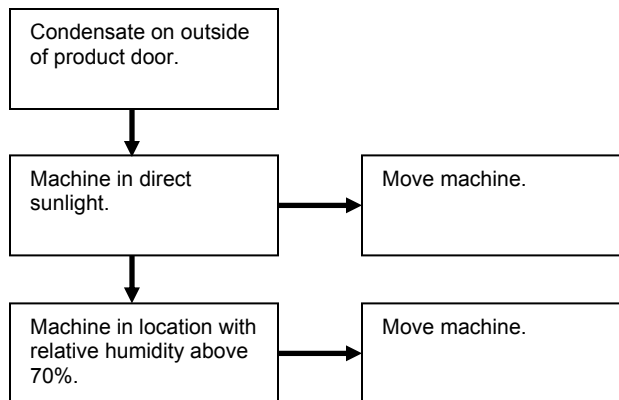 Condensate on outside
of product door.
Machine in direct
sunlight.
Move machine.
Machine in location with
relative humidity above
70%.
Move machine.